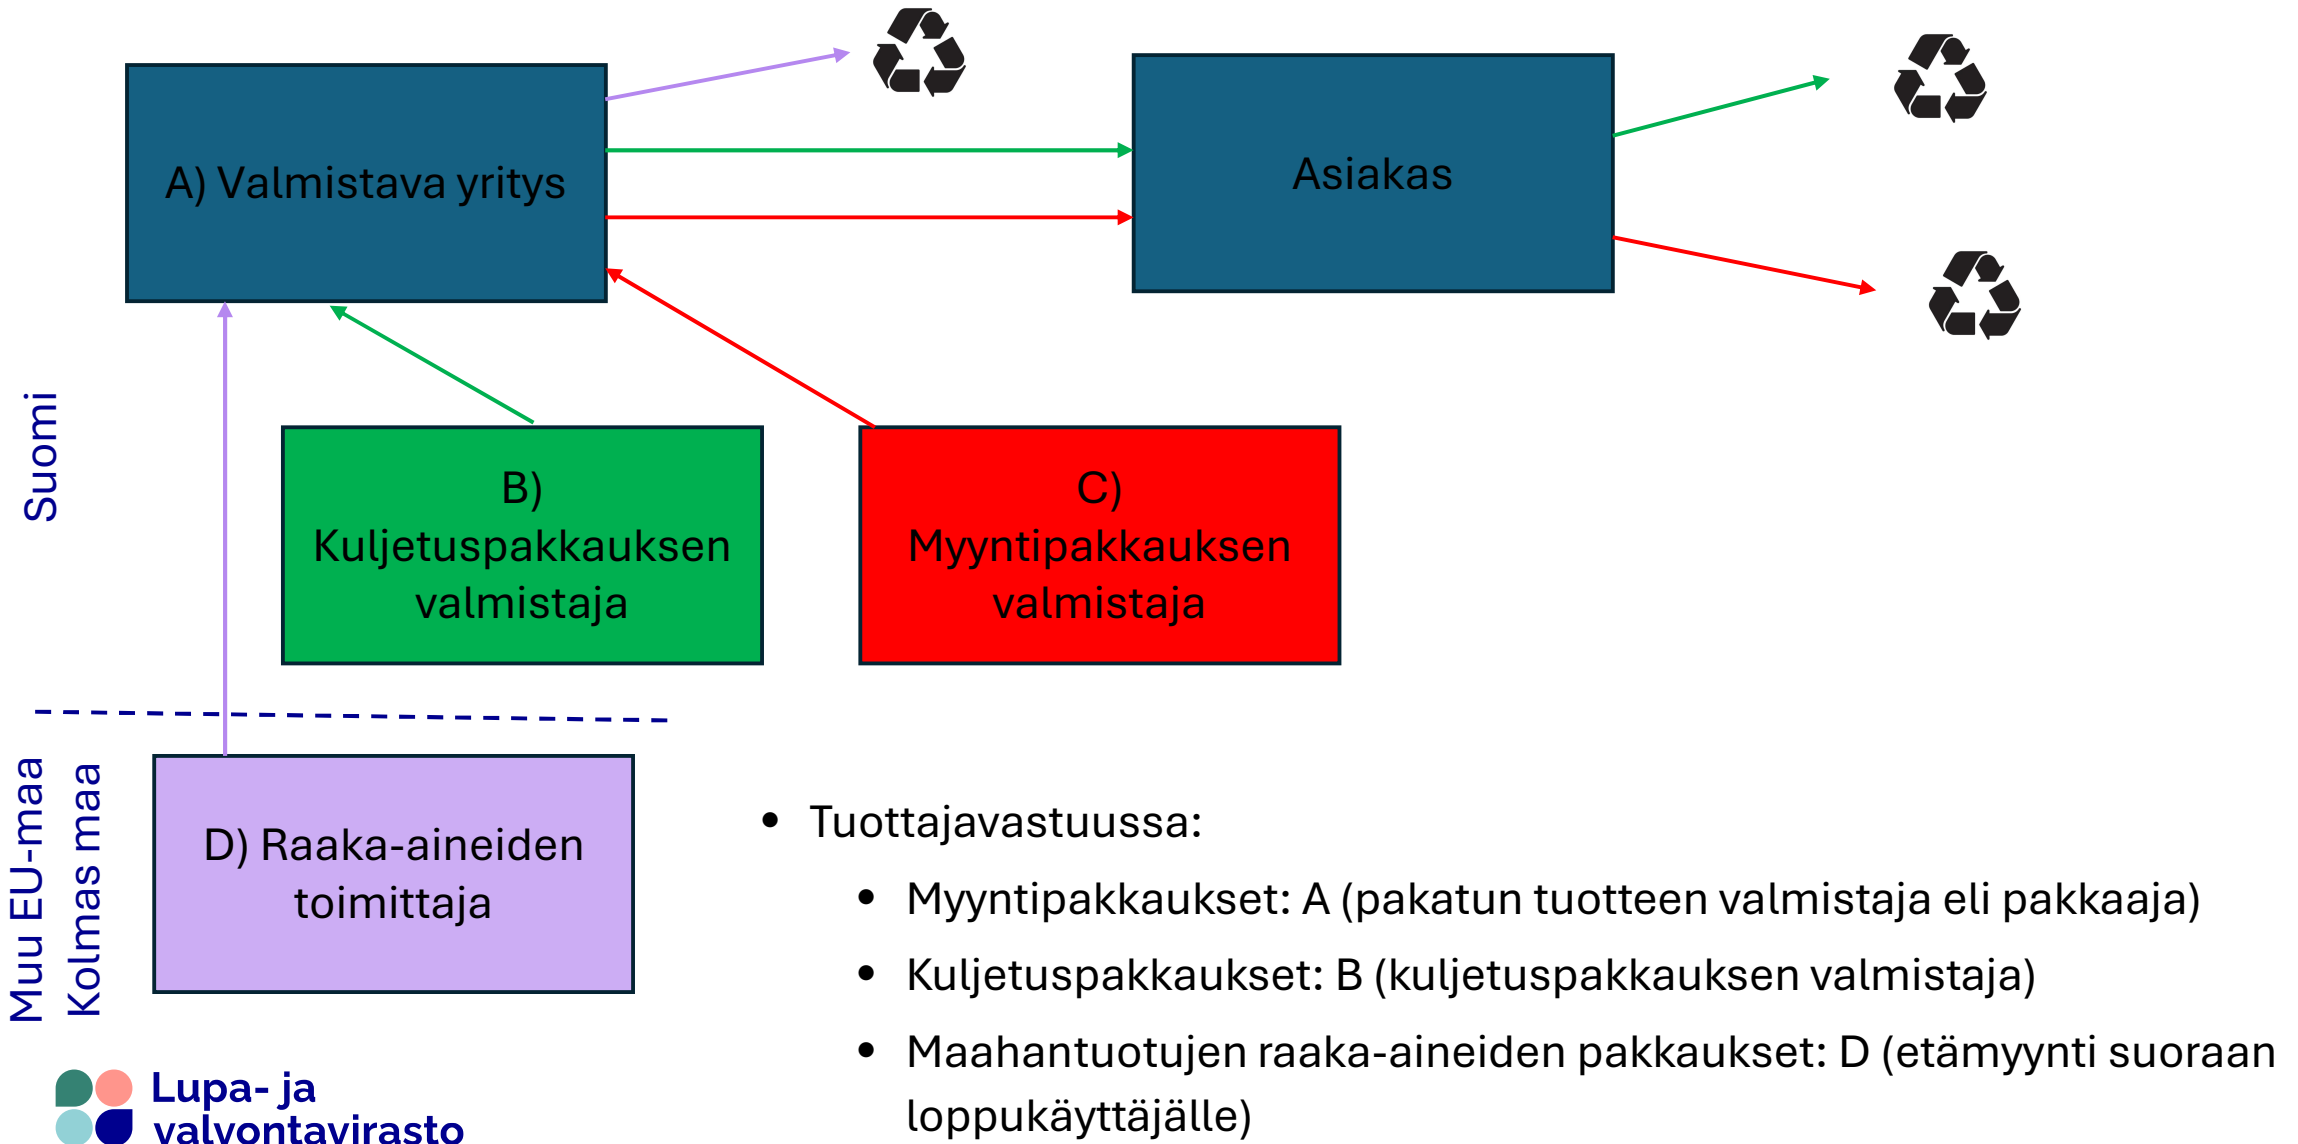 A) Valmistava yritys
Asiakas
Suomi
B)
Kuljetuspakkauksen
valmistaja
C)
Myyntipakkauksen
valmistaja
Muu EU-maa
Kolmas maa
D) Raaka-aineiden
toimittaja
• Tuottajavastuussa:
• Myyntipakkaukset: A (pakatun tuotteen valmistaja eli pakkaaja)
• Kuljetuspakkaukset: B (kuljetuspakkauksen valmistaja)
• Maahantuotujen raaka-aineiden pakkaukset: D (etämyynti suoraan
loppukäyttäjälle)
Lupa- ja
valvontavirasto